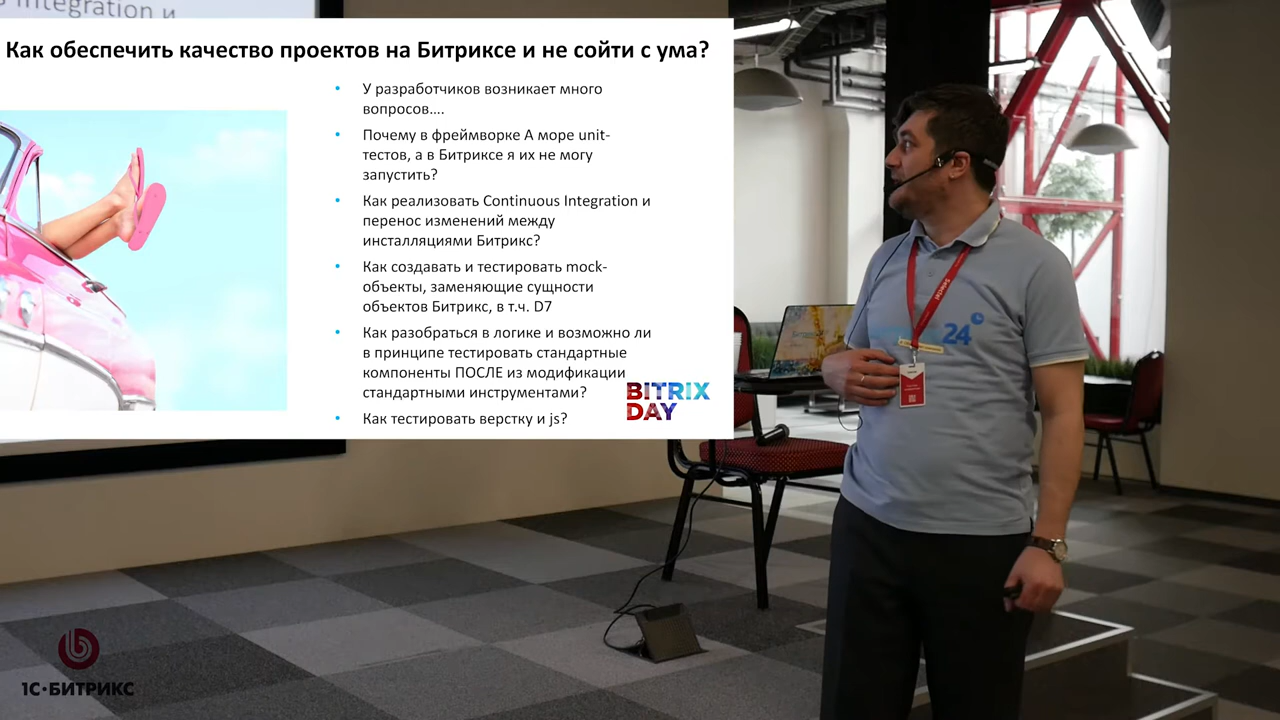 Integration и
Как обеспечить качество проектов на Битриксе и не сойти с ума?
• У разработчиков возникает много
вопросов....
• Почему в фреймворке А море unit-
тестов, а в Битриксе я их не могу
запустить?
• Как реализовать Continuous Integration и
перенос изменений между
инсталляциями Битрикс?
• Как создавать и тестировать mock-
объекты, заменяющие сущности
объектов Битрикс, в т.ч. D7
• Как разобраться в логике и возможно ли
в принципе тестировать стандартные
компоненты ПОСЛЕ из модификации
стандартными инструментами?
• Как тестировать верстку и js?
BITRIX
DAY
24
Selectel
1С-БИТРИКС